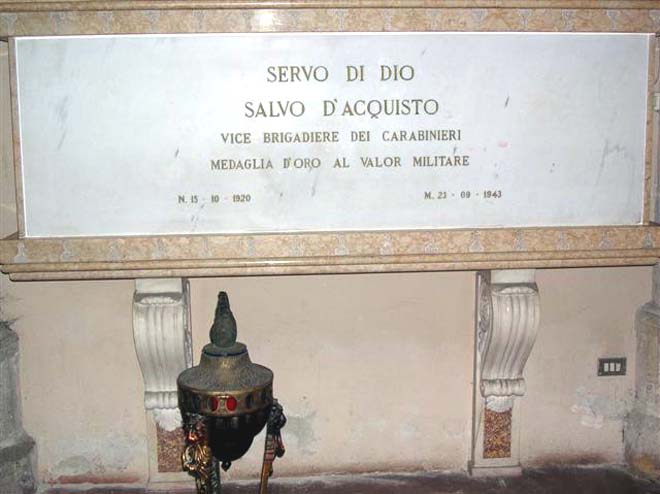 SERVO DI DIO
SALVO D'ACQUISTO
VICE BRIGADIERE DEI CARABINIERI
MEDAGLIA D'ORO AL VALOR MILITARE
N. 15 - 10 - 1920 M. 23 - 09 - 1943